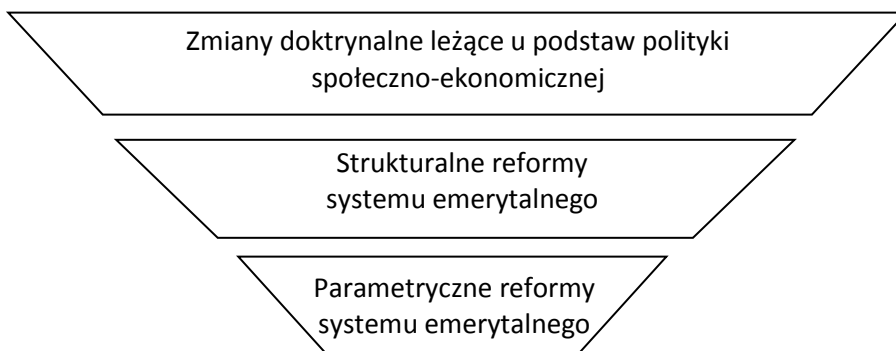 Zmiany doktrynalne leżące u podstaw polityki
społeczno-ekonomicznej
Strukturalne reformy
systemu emerytalnego
Parametryczne reformy
systemu emerytalnego